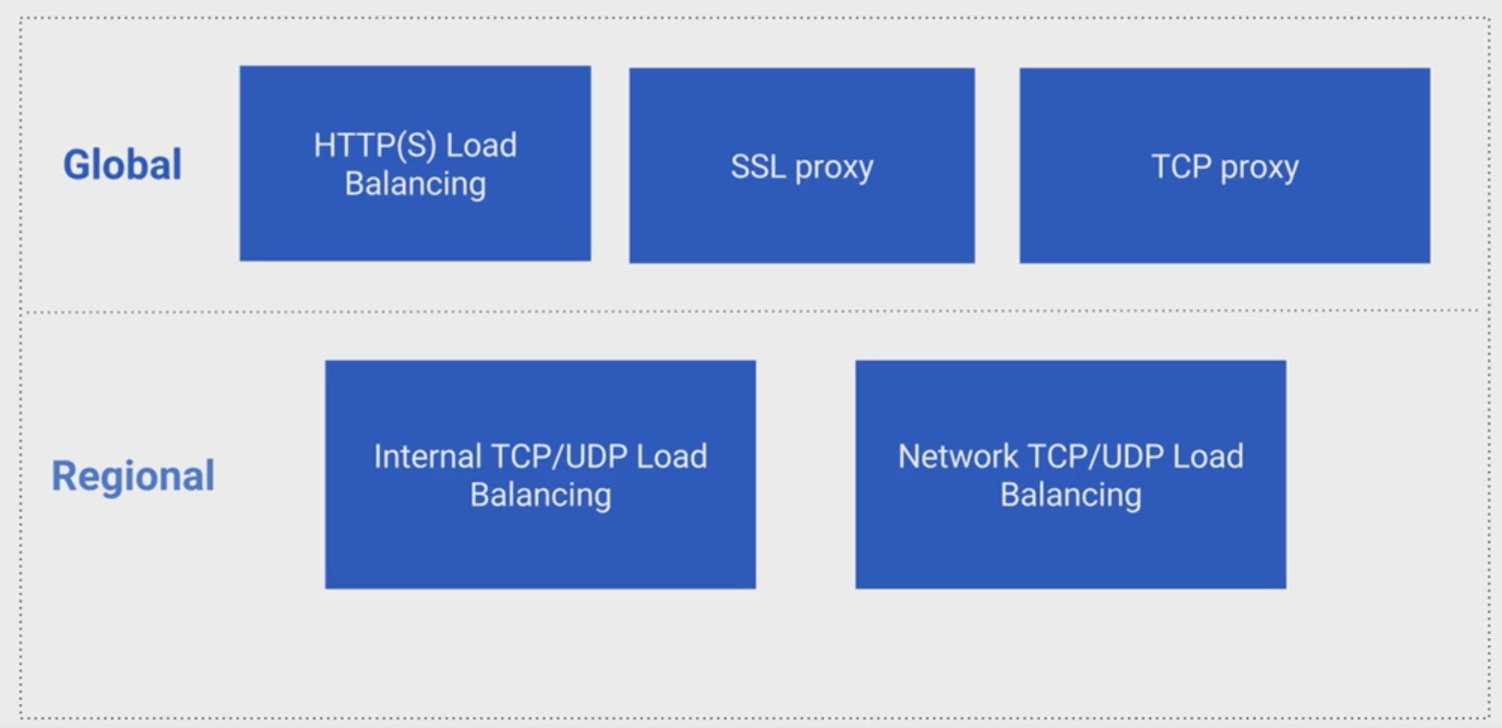 Global
HTTP(S) Load
Balancing
SSL proxy
TCP proxy
Regional
Internal TCP/UDP Load
Balancing
Network TCP/UDP Load
Balancing